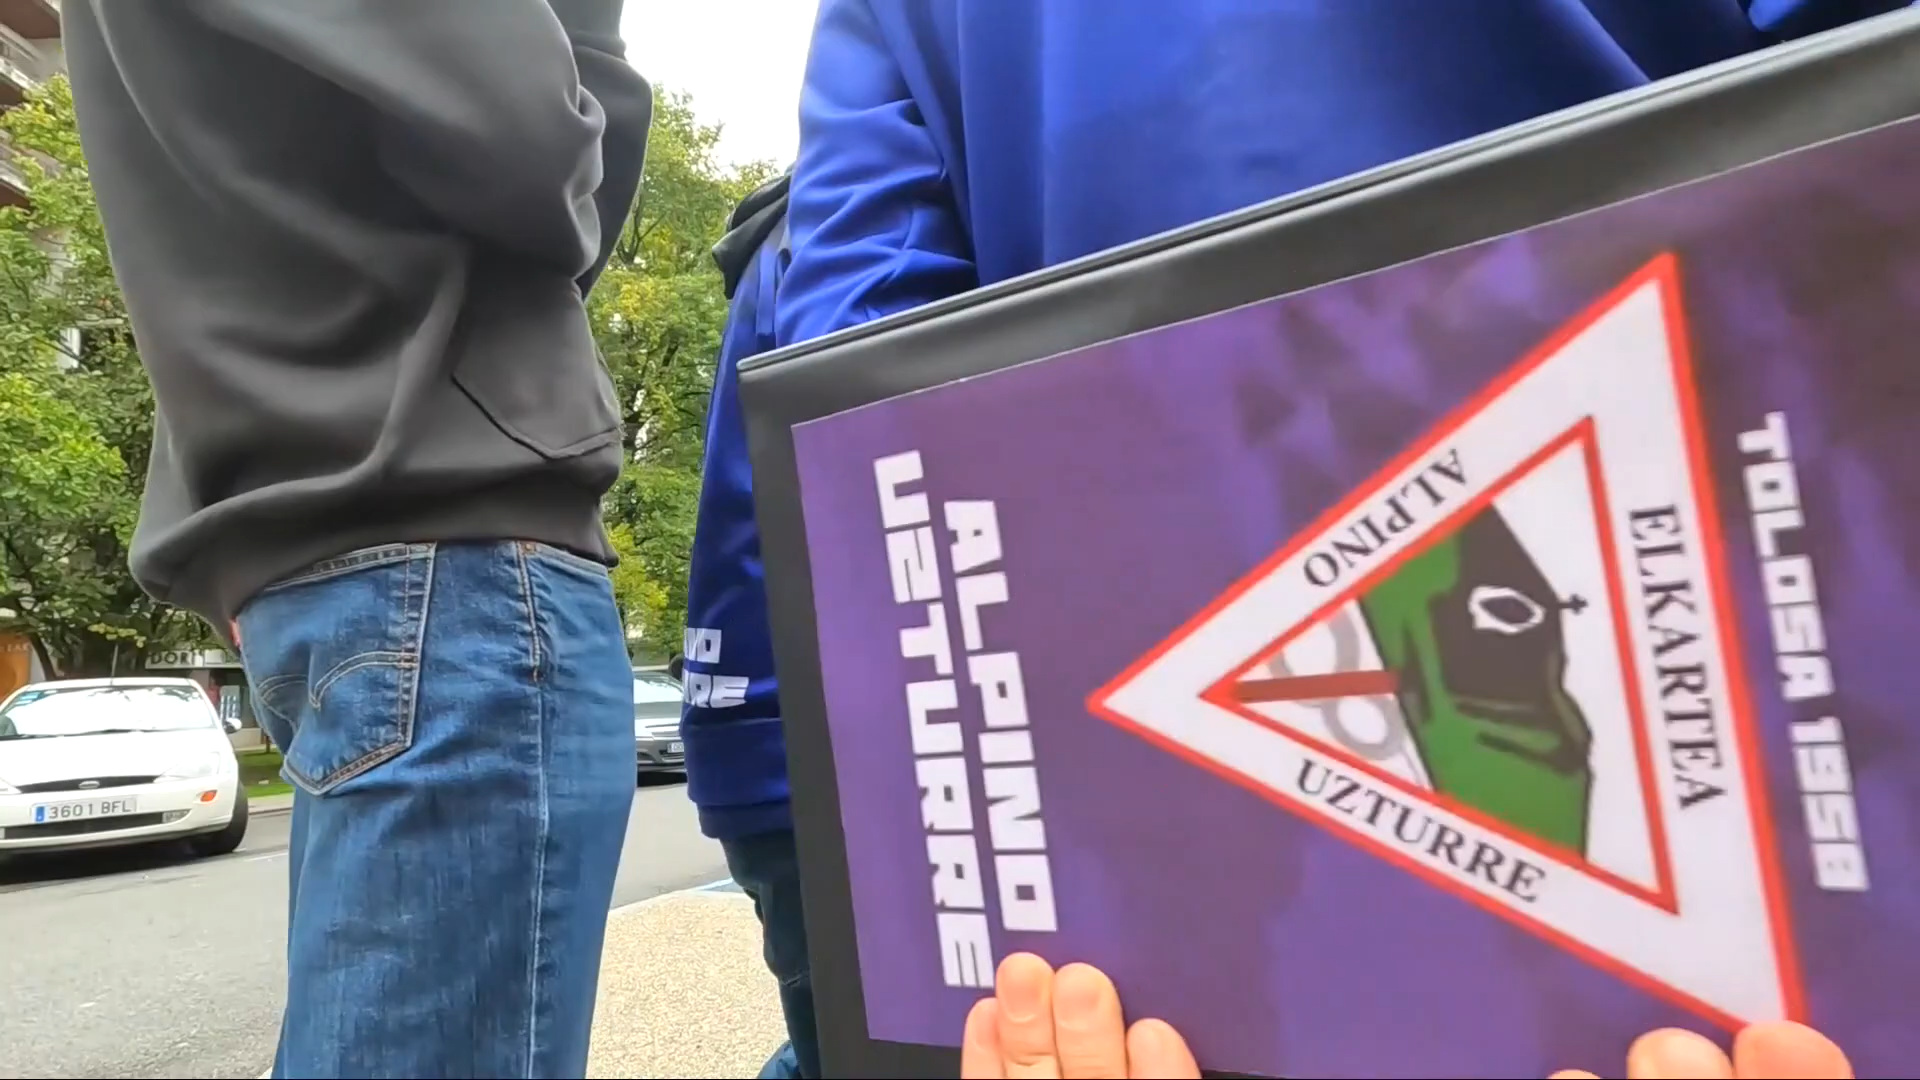 ALPINO
UZTURRE
ALPINO
ELKARTEA
UZTURRE
TOLOSA 1958
3601 BFL